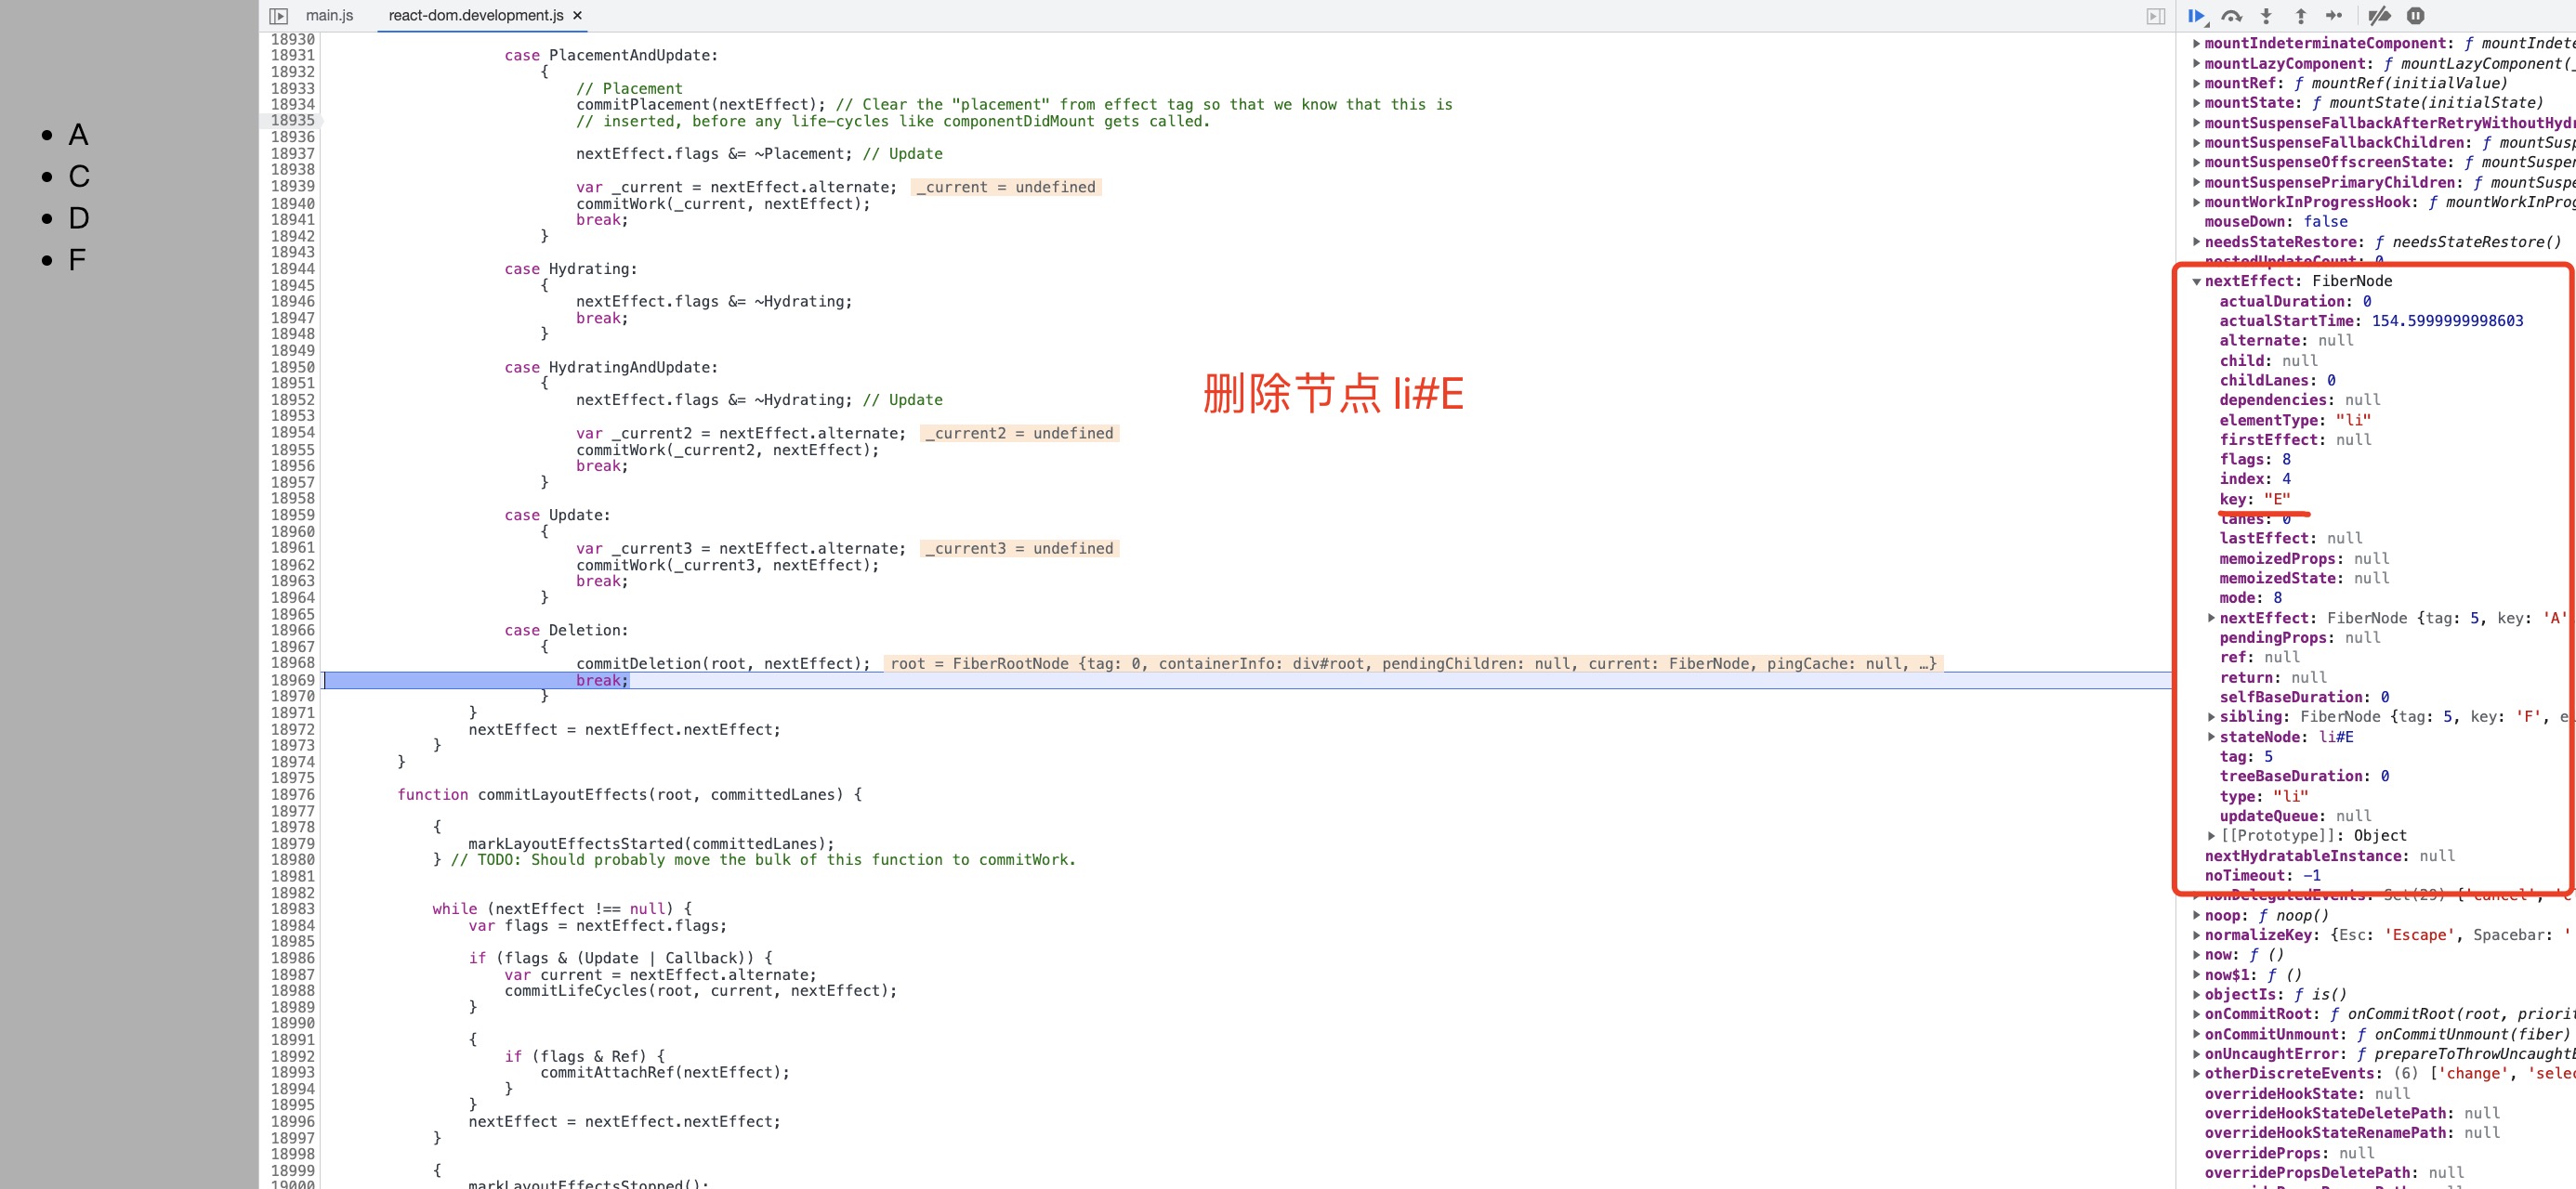 main.js
react-dom.development.js ×
A
C
D
F
18930
18931 case PlacementAndUpdate:
18932 {
18933 // Placement
18934 commitPlacement(nextEffect); // Clear the "placement" from effect tag so that we know that this is
18935 // inserted, before any life-cycles like componentDidMount gets called.
18936
18937 nextEffect.flags &= ~Placement; // Update
18938
18939 var _current = nextEffect.alternate; _current = undefined
18940 commitWork(_current, nextEffect);
18941 break;
18942 }
18943
18944 case Hydrating:
18945 {
18946 nextEffect.flags &= ~Hydrating;
18947 break;
18948 }
18949
18950 case HydratingAndUpdate:
18951 {
18952 nextEffect.flags &= ~Hydrating; // Update
18953
18954 var _current2 = nextEffect.alternate; _current2 = undefined
18955 commitWork(_current2, nextEffect);
18956 break;
18957 }
18958
18959 case Update:
18960 {
18961 var _current3 = nextEffect.alternate; _current3 = undefined
18962 commitWork(_current3, nextEffect);
18963 break;
18964 }
18965
18966 case Deletion:
18967 {
18968 commitDeletion(root, nextEffect); root = FiberRootNode {tag: 0, containerInfo: div#root, pendingChildren: null, current: FiberNode, pingCache: null, …}
18969 break;
18970 }
18971 }
18972 nextEffect = nextEffect.nextEffect;
18973 }
18974 }
18975
18976 function commitLayoutEffects(root, committedLanes) {
18977
18978 {
18979 markLayoutEffectsStarted(committedLanes);
18980 } // TODO: Should probably move the bulk of this function to commitWork.
18981
18982
18983 while (nextEffect !== null) {
18984 var flags = nextEffect.flags;
18985
18986 if (flags & (Update | Callback)) {
18987 var current = nextEffect.alternate;
18988 commitLifeCycles(root, current, nextEffect);
18989 }
18990
18991 {
18992 if (flags & Ref) {
18993 commitAttachRef(nextEffect);
18994 }
18995 }
18996 nextEffect = nextEffect.nextEffect;
18997 }
18998
18999 {
19000 markLayoutEffectsStopped();
删除节点 li#E
mountIndeterminateComponent: ƒ mountIndete
mountLazyComponent: ƒ mountLazyComponent(_
mountRef: ƒ mountRef(initialValue)
mountState: ƒ mountState(initialState)
mountSuspenseFallbackAfterRetryWithoutHydr
mountSuspenseFallbackChildren: ƒ mountSusp
mountSuspenseOffscreenState: ƒ mountSuspen
mountSuspensePrimaryChildren: ƒ mountSuspe
mountWorkInProgressHook: ƒ mountWorkInProg
mouseDown: false
needsStateRestore: ƒ needsStateRestore()
nestedUpdateCount: 0
nextEffect: FiberNode
actualDuration: 0
actualStartTime: 154.5999999998603
alternate: null
child: null
childLanes: 0
dependencies: null
elementType: "li"
firstEffect: null
flags: 8
index: 4
key: "E"
lanes: 0
lastEffect: null
memoizedProps: null
memoizedState: null
mode: 8
nextEffect: FiberNode {tag: 5, key: 'A'
pendingProps: null
ref: null
return: null
selfBaseDuration: 0
sibling: FiberNode {tag: 5, key: 'F', e
stateNode: li#E
tag: 5
treeBaseDuration: 0
type: "li"
updateQueue: null
[[Prototype]]: Object
nextHydratableInstance: null
noTimeout: -1
nonDelegatedEvents: Set(29) {'cancel', 'c
noop: ƒ noop()
normalizeKey: {Esc: 'Escape', Spacebar: '
now: ƒ ()
now$1: ƒ ()
objectIs: ƒ is()
onCommitRoot: ƒ onCommitRoot(root, priorit
onCommitUnmount: ƒ onCommitUnmount(fiber)
onUncaughtError: ƒ prepareToThrowUncaughtE
otherDiscreteEvents: (6) ['change', 'selec
overrideHookState: null
overrideHookStateDeletePath: null
overrideHookStateRenamePath: null
overrideProps: null
overridePropsDeletePath: null